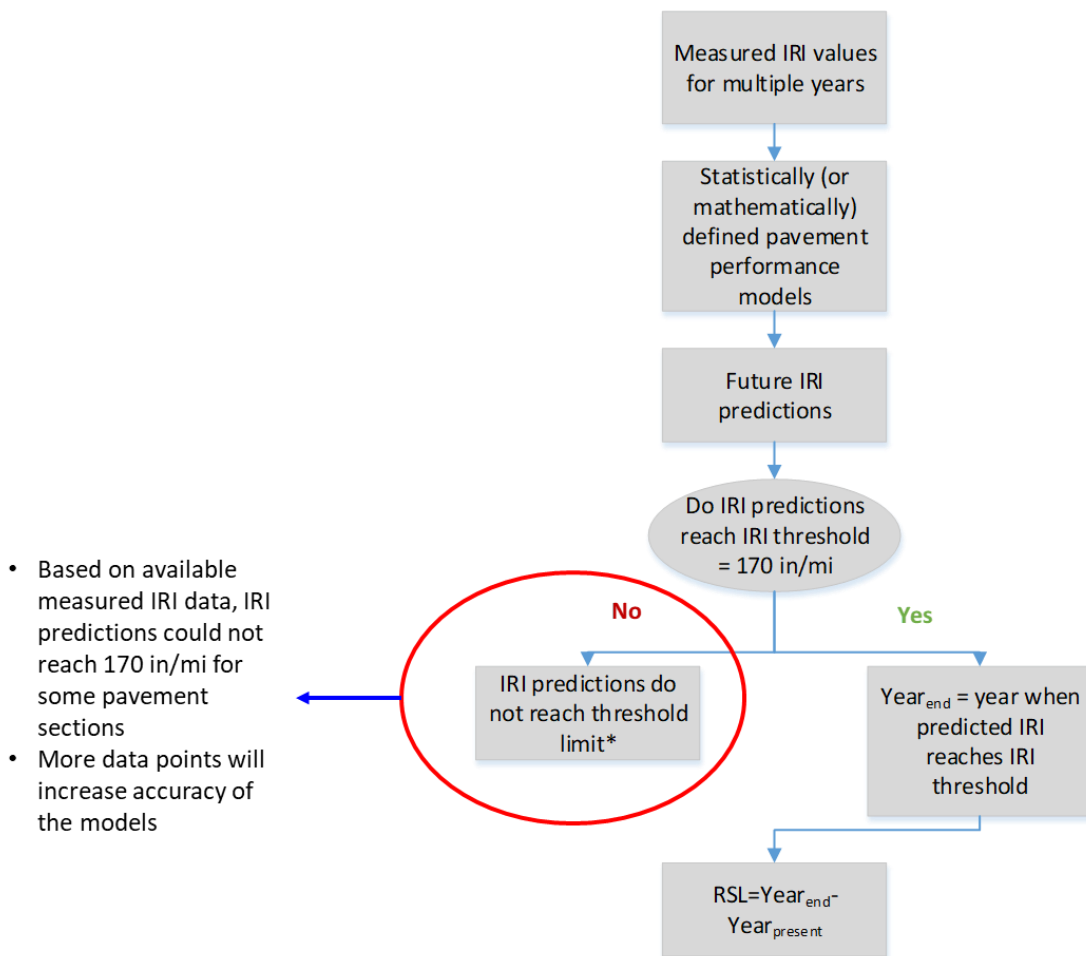 Measured IRI values
for multiple years
Statistically (or
mathematically)
defined pavement
performance
models
Future IRI
predictions
Do IRI predictions
reach IRI threshold
= 170 in/mi
No
Yes
IRI predictions do
not reach threshold
limit*
Year_end = year when
predicted IRI
reaches IRI
threshold
RSL=Year_end-
Year_present
• Based on available
measured IRI data, IRI
predictions could not
reach 170 in/mi for
some pavement
sections
• More data points will
increase accuracy of
the models